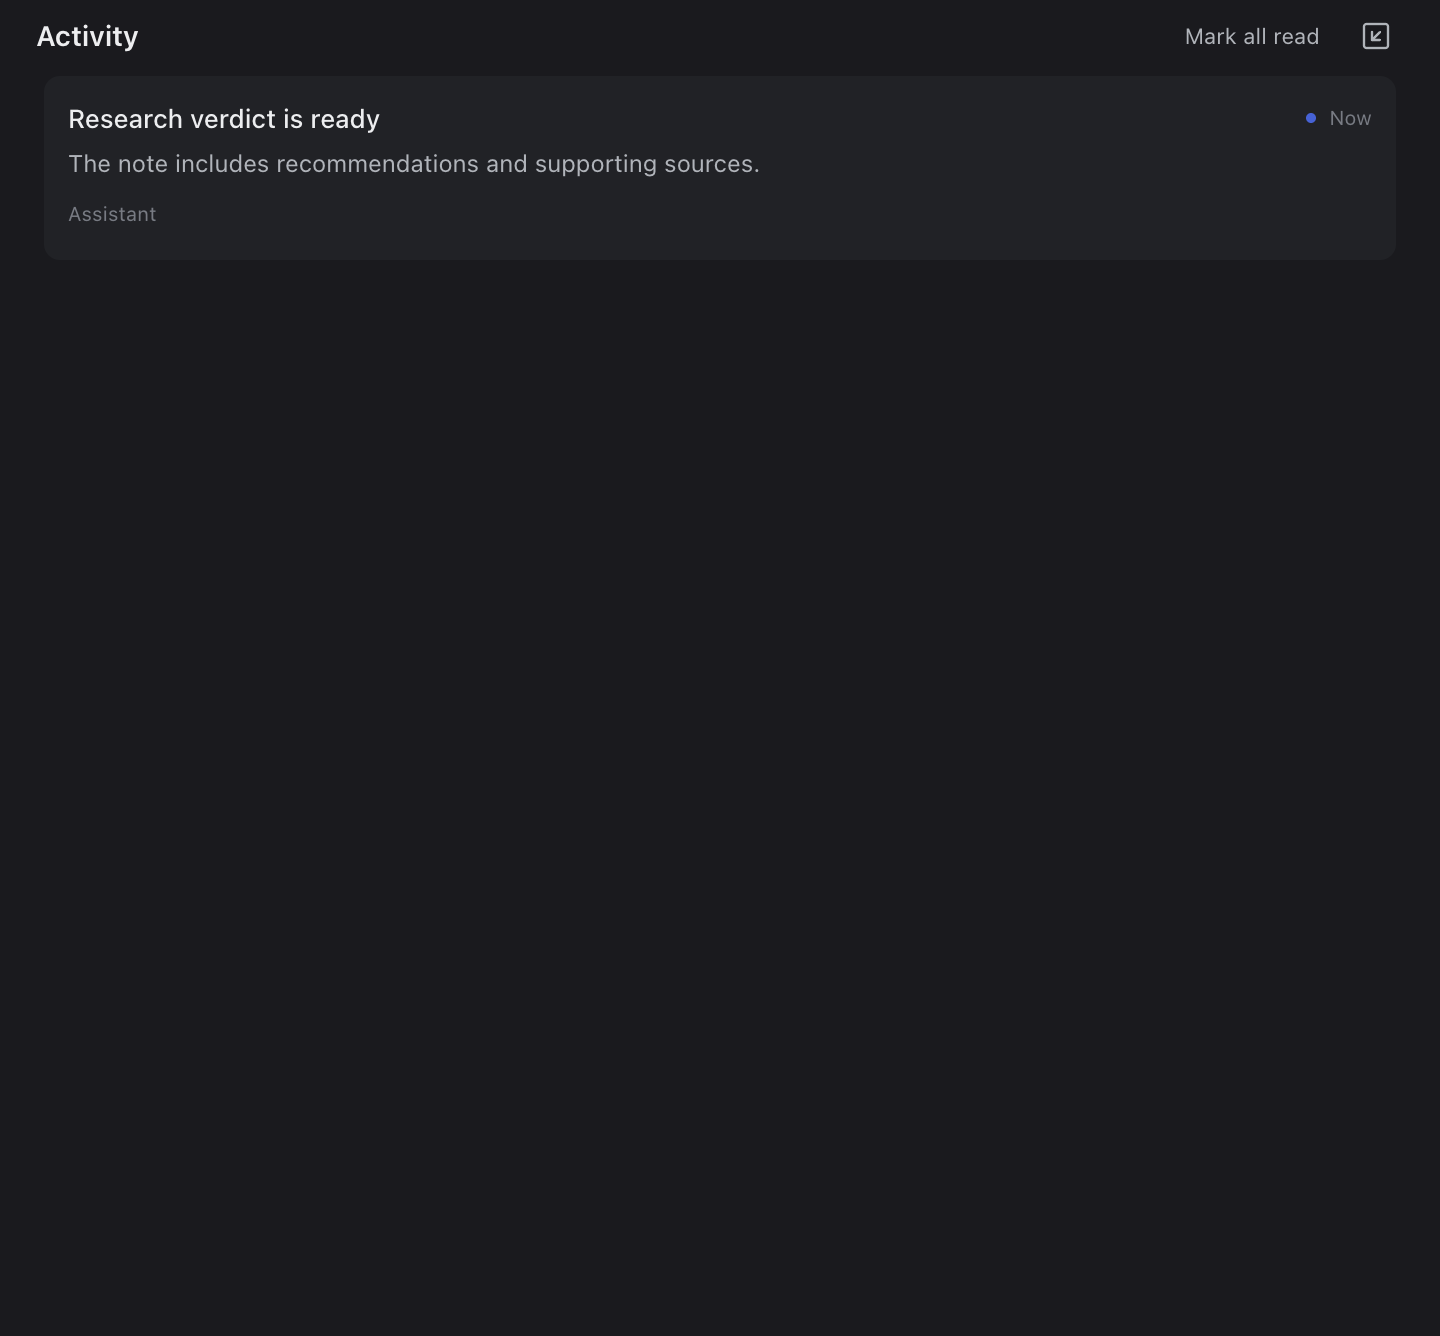 Activity
Mark all read
Research verdict is ready
Now
The note includes recommendations and supporting sources.
Assistant